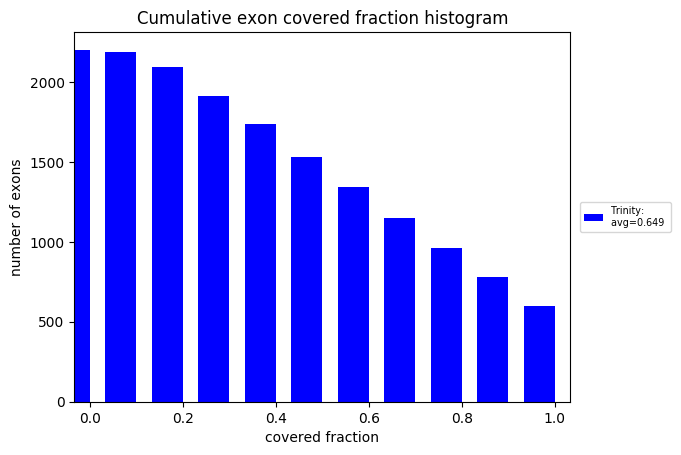 Cumulative exon covered fraction histogram
number of exons
2000
1500
1000
500
0
0.0 0.2 0.4 0.6 0.8 1.0
covered fraction
Trinity:
avg=0.649